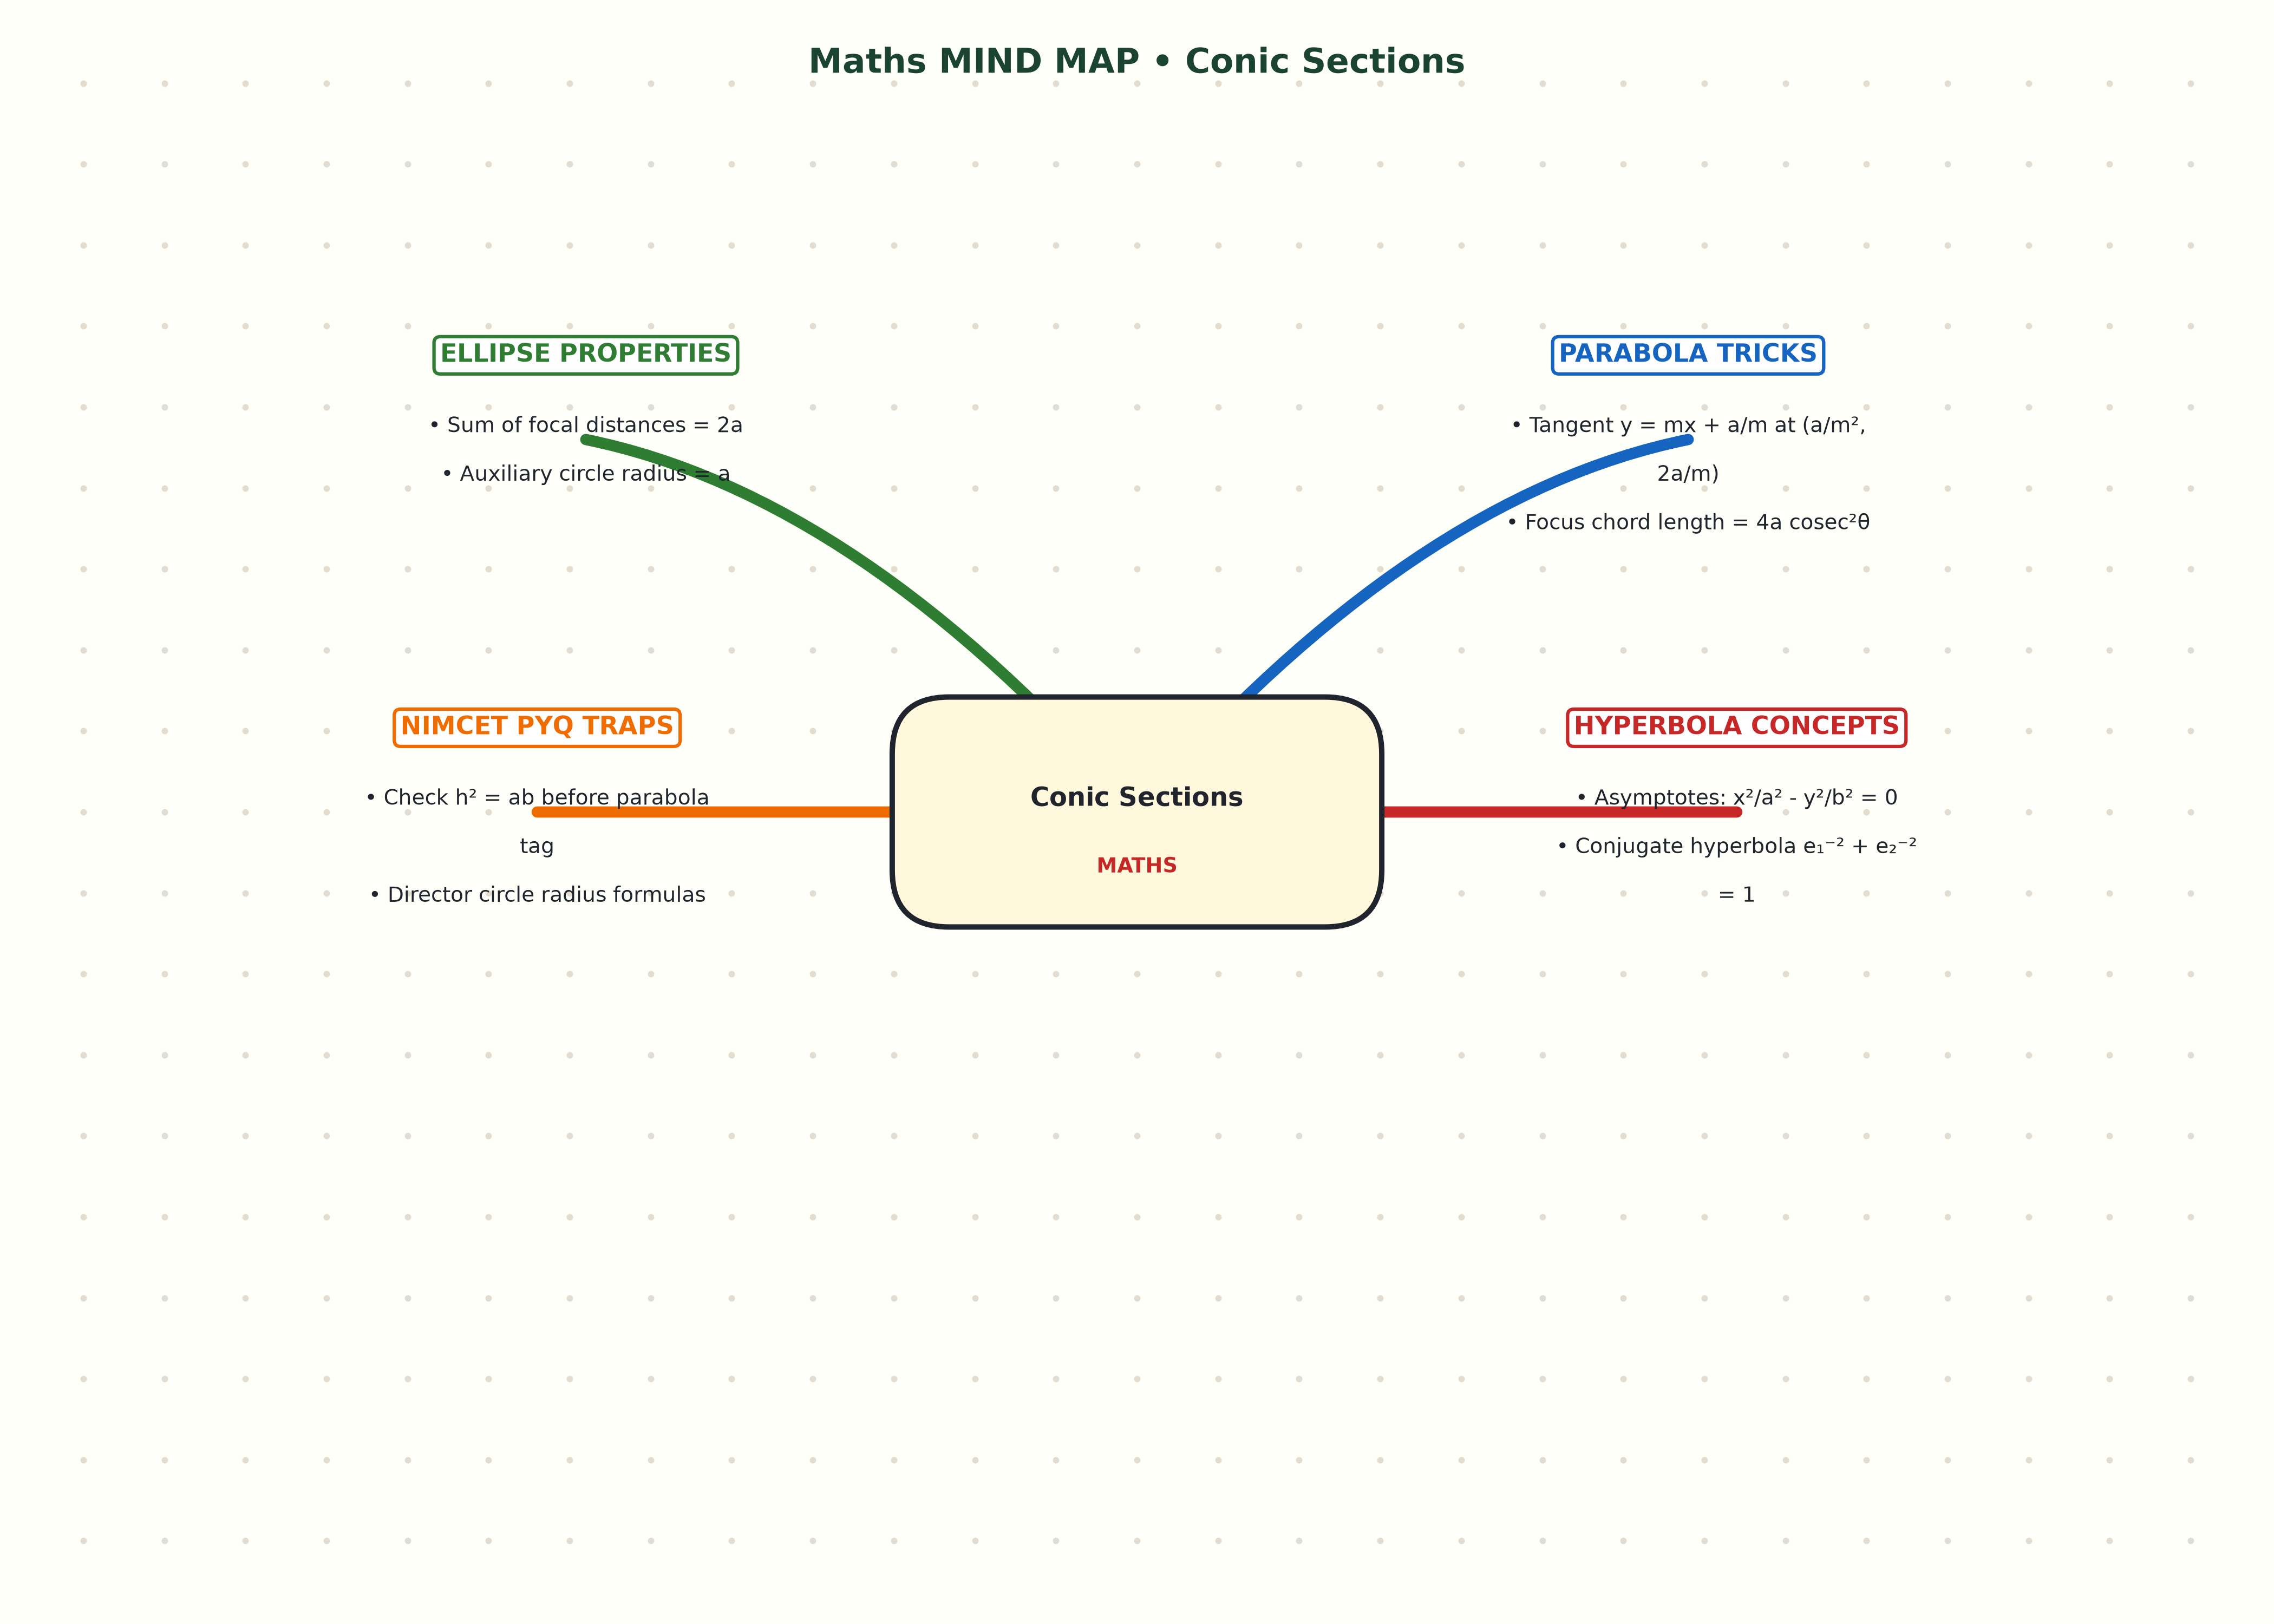 Maths MIND MAP • Conic Sections
ELLIPSE PROPERTIES
• Sum of focal distances = 2a
• Auxiliary circle radius = a
PARABOLA TRICKS
• Tangent y = mx + a/m at (a/m²,
2a/m)
• Focus chord length = 4a cosec²θ
NIMCET PYQ TRAPS
• Check h² = ab before parabola
tag
• Director circle radius formulas
Conic Sections
MATHS
HYPERBOLA CONCEPTS
• Asymptotes: x²/a² - y²/b² = 0
• Conjugate hyperbola e₁⁻² + e₂⁻²
= 1